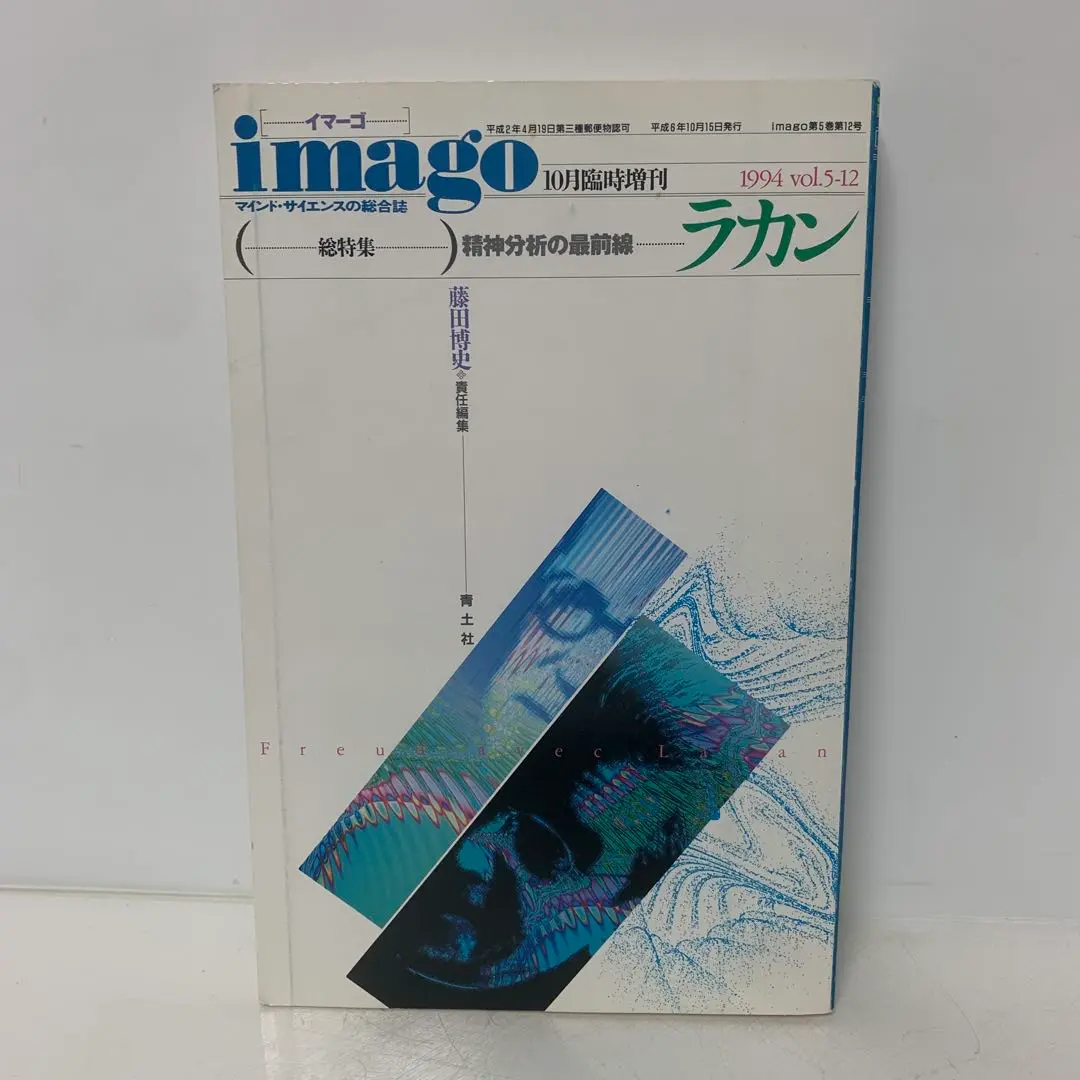 イマーゴ
imago
平成2年4月19日第三種郵便物認可 平成6年10月15日発行 imago第5巻第12号
10月臨時増刊
1994 vol.5-12
マインド・サイエンスの総合誌
総特集
精神分析の最前線
ラカン
藤田博史 責任編集
青土社
Freud avec Lacan